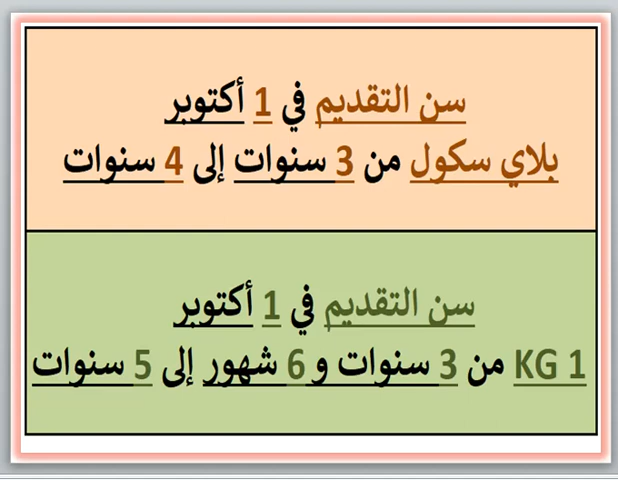 سن التقديم في 1 أكتوبر
بلاي سكول من 3 سنوات إلى 4 سنوات
سن التقديم في 1 أكتوبر
KG 1 من 3 سنوات و 6 شهور إلى 5 سنوات